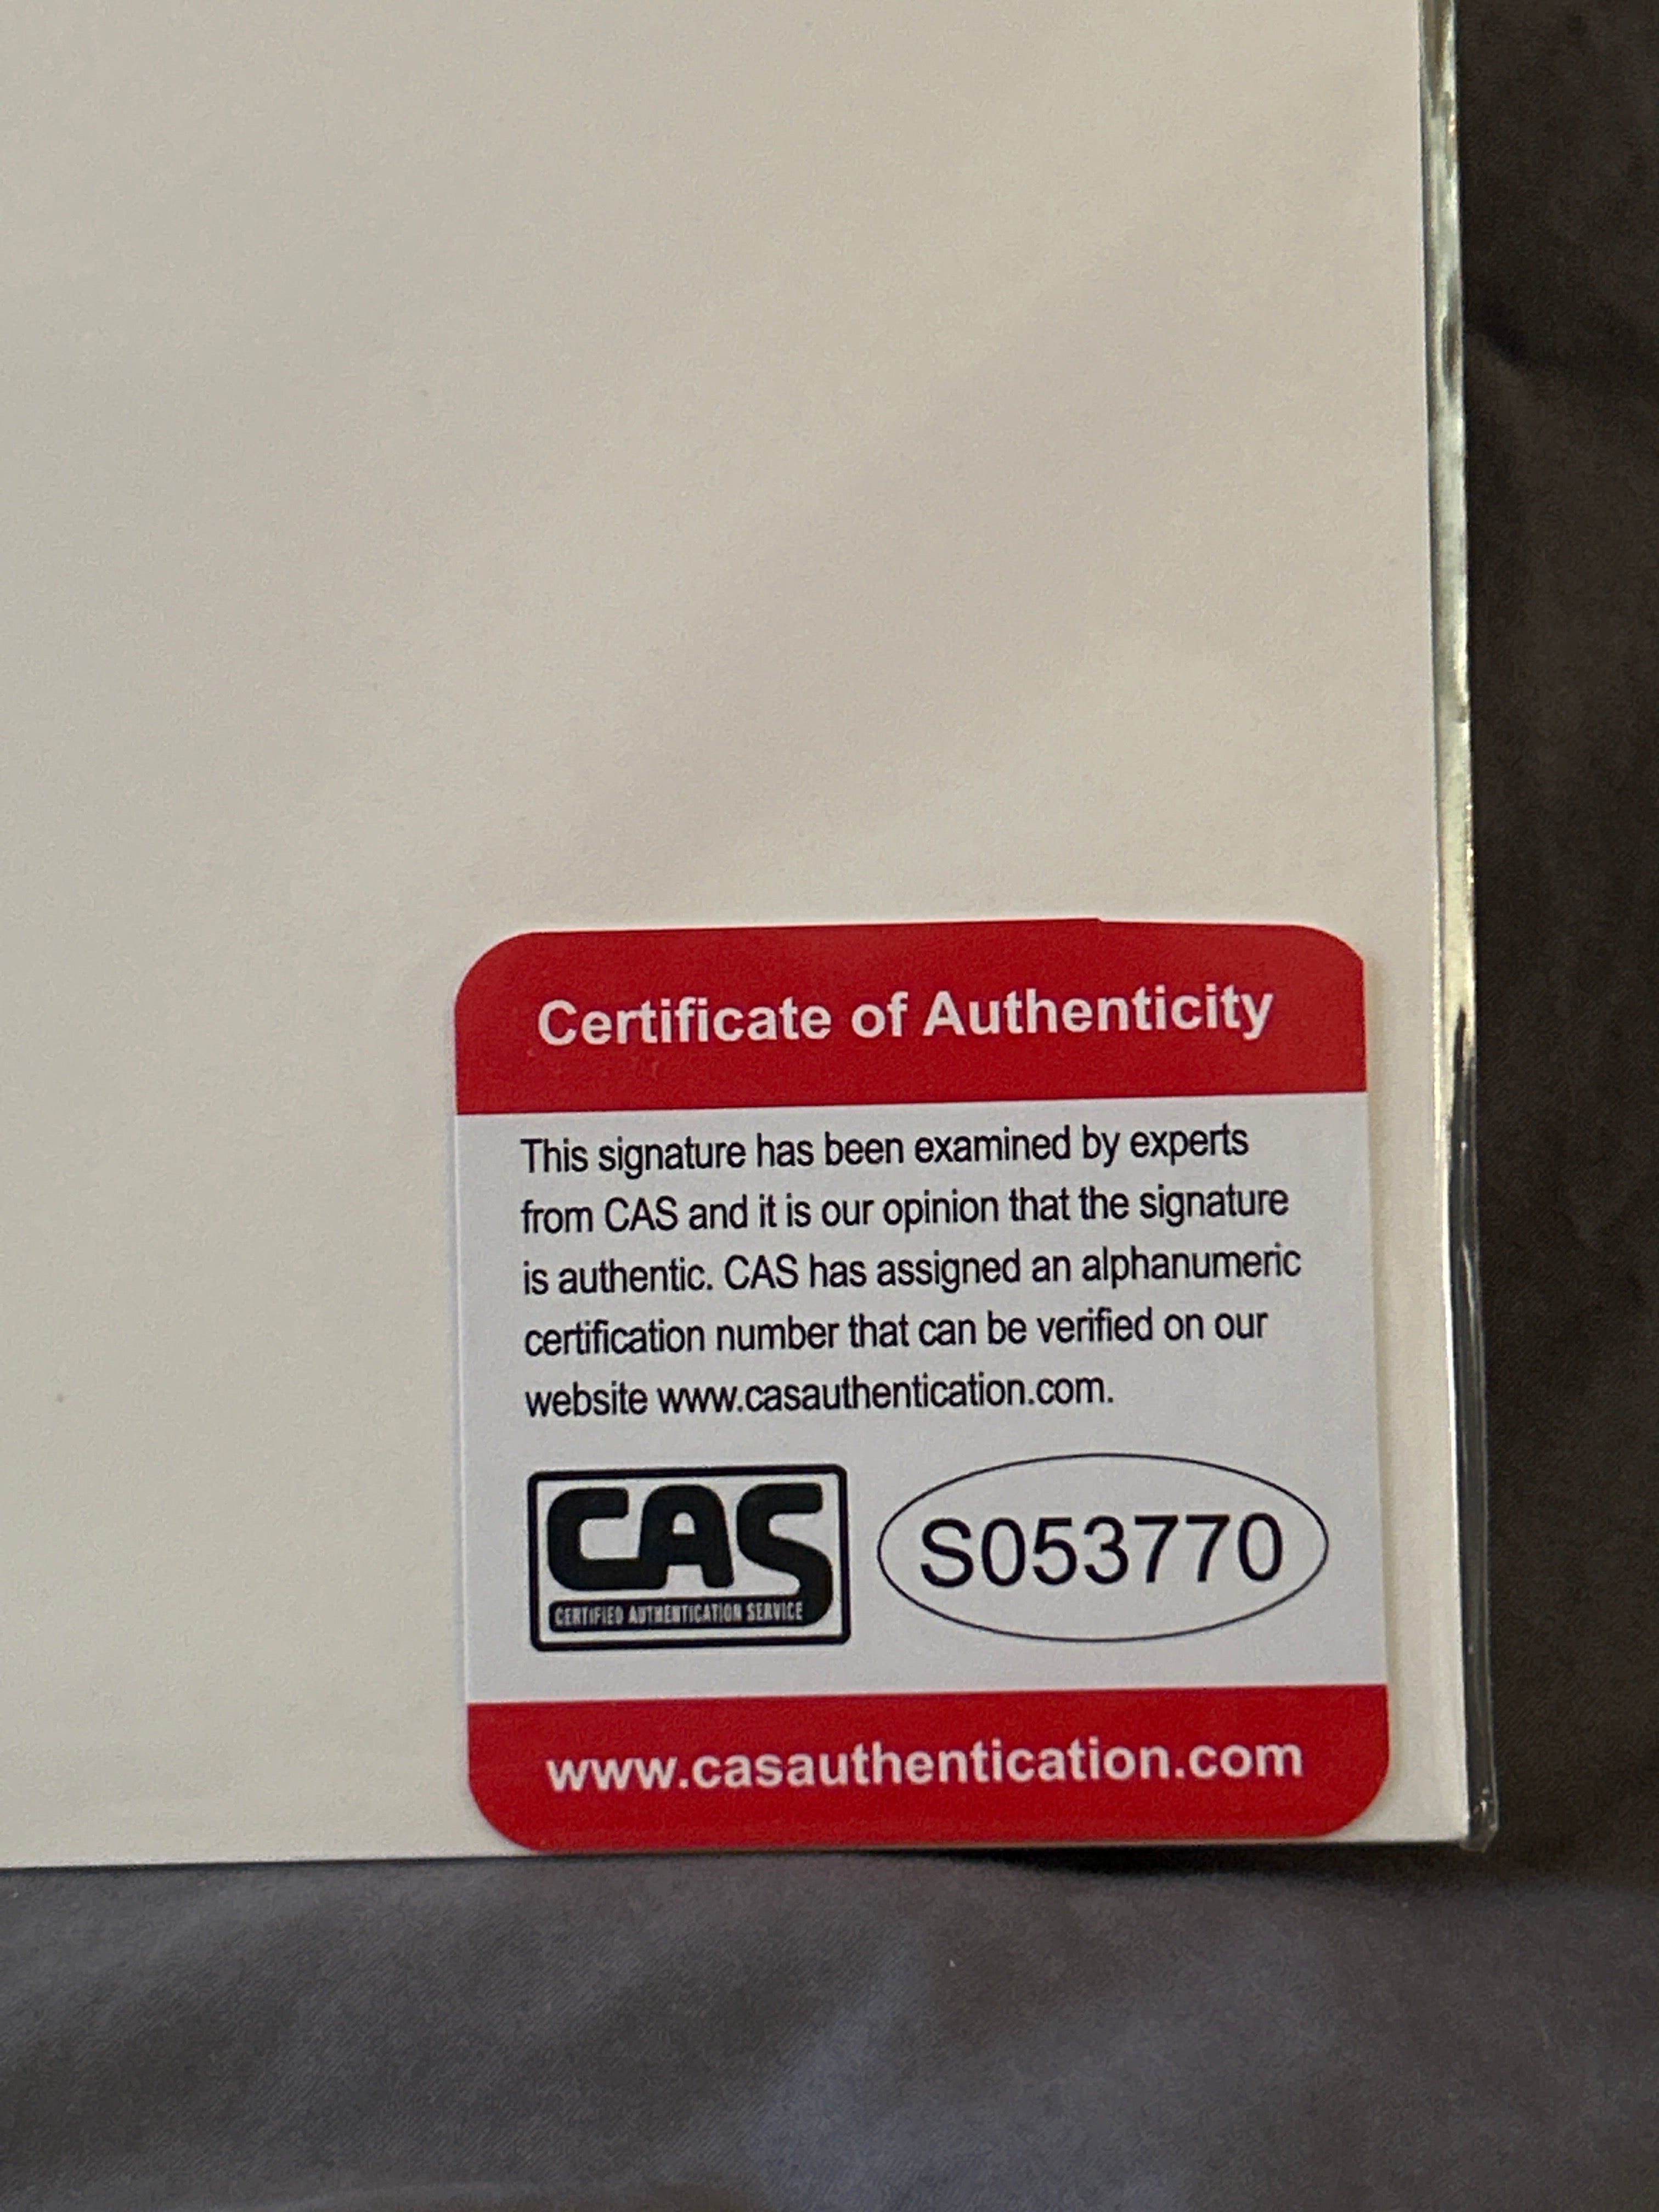 Certificate of Authenticity
This signature has been examined by experts
from CAS and it is our opinion that the signature
is authentic. CAS has assigned an alphanumeric
certification number that can be verified on our
website www.casauthentication.com.
CAS
CERTIFIED AUTHENTICATION SERVICE
S053770
www.casauthentication.com